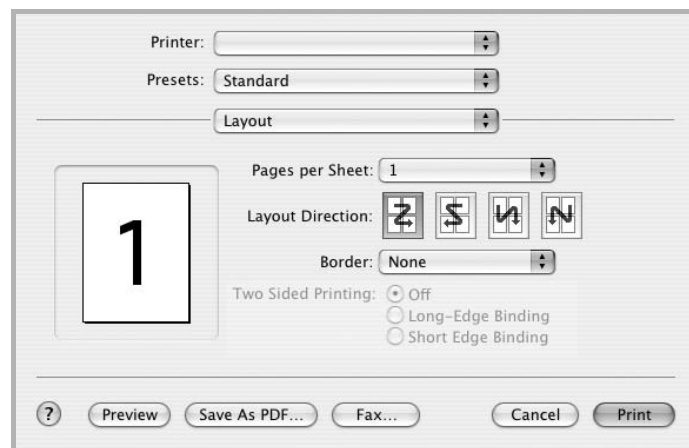 Printer:
Presets: Standard
Layout
Pages per Sheet: 1
1
Layout Direction:
Border: None
Two Sided Printing: Off
Long-Edge Binding
Short Edge Binding
? Preview Save As PDF... Fax... Cancel Print